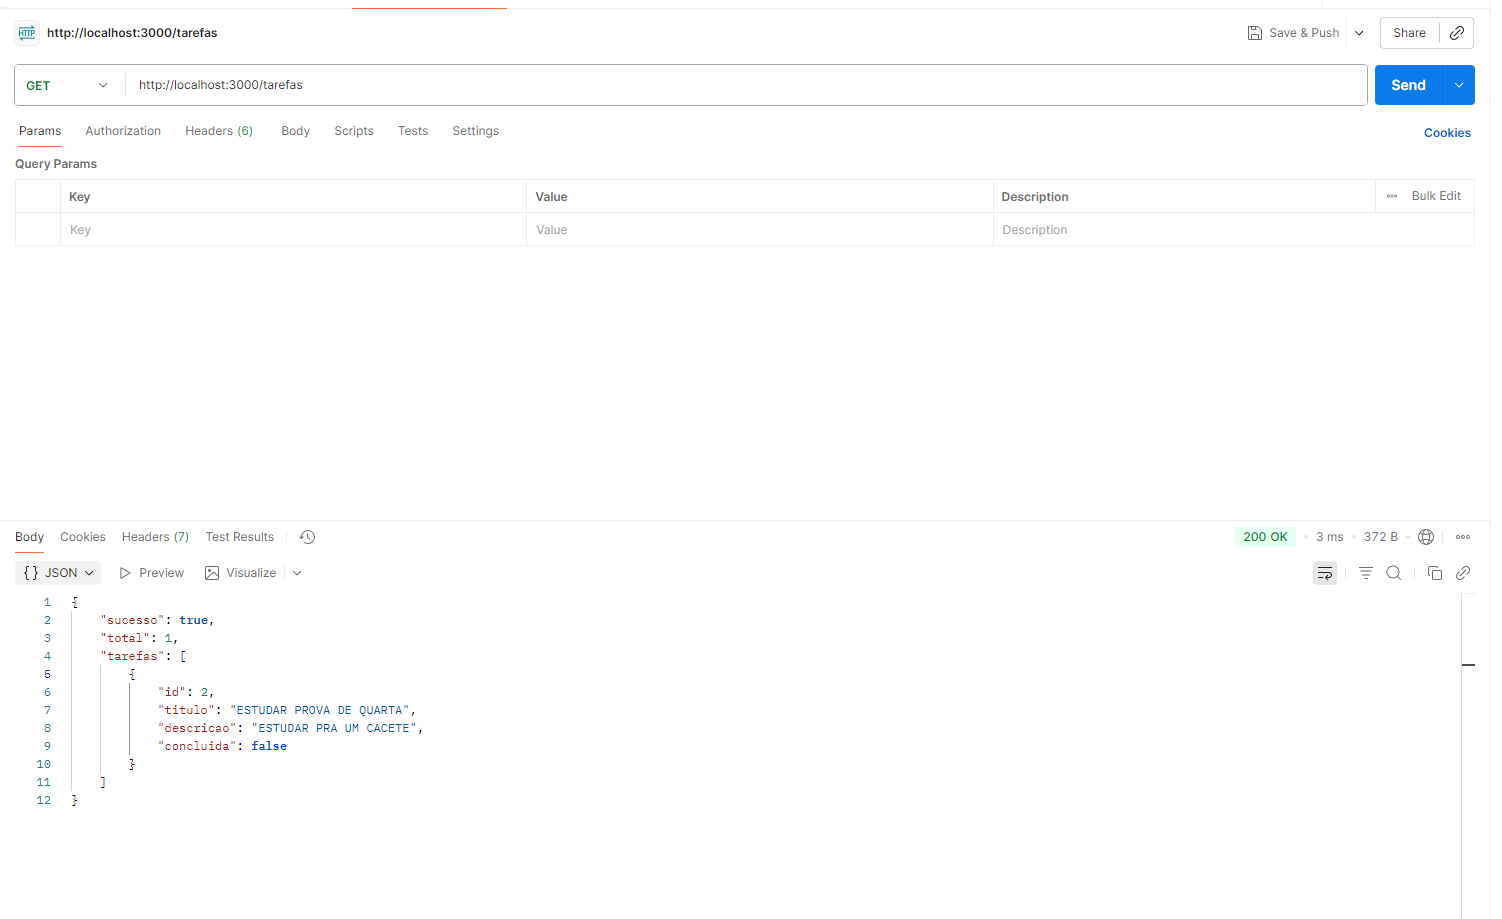 HTTP http://localhost:3000/tarefas Save & Push Share
GET http://localhost:3000/tarefas Send
Params Authorization Headers (6) Body Scripts Tests Settings Cookies
Query Params
Key Value Description Bulk Edit
Key Value Description
Body Cookies Headers (7) Test Results 200 OK 3 ms 372 B
{} JSON Preview Visualize
1 {
2 "sucesso": true,
3 "total": 1,
4 "tarefas": [
5 {
6 "id": 2,
7 "titulo": "ESTUDAR PROVA DE QUARTA",
8 "descricao": "ESTUDAR PRA UM CACETE",
9 "concluida": false
10 }
11 ]
12 }